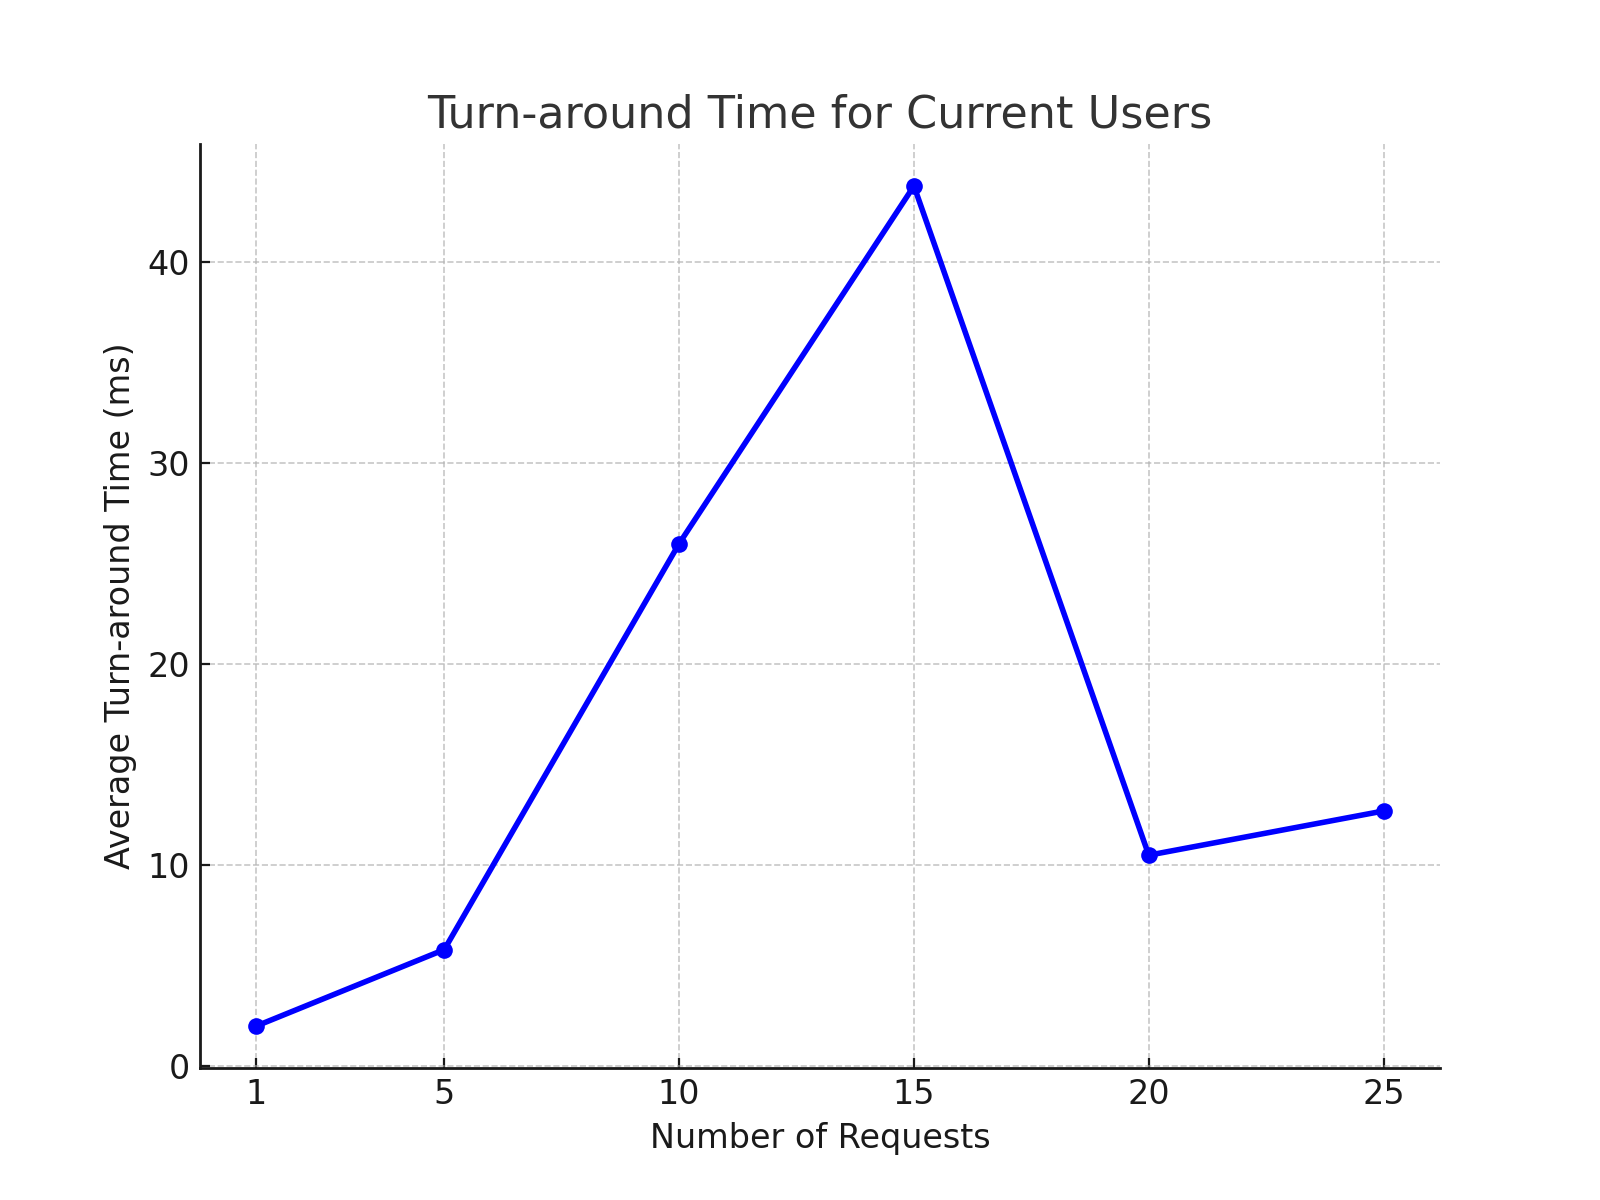 Turn-around Time for Current Users
Average Turn-around Time (ms)
40
30
20
10
0
1 5 10 15 20 25
Number of Requests